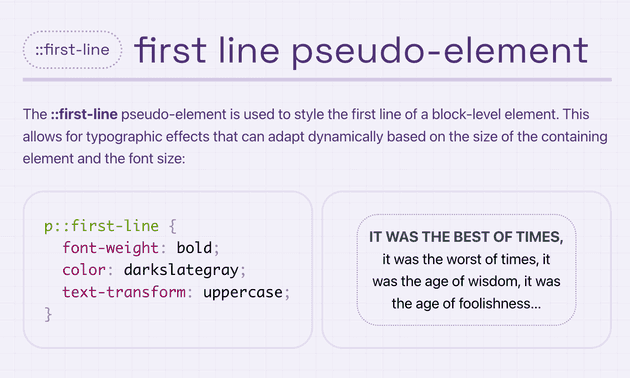 ::first-line
first line pseudo-element
The ::first-line pseudo-element is used to style the first line of a block-level element. This
allows for typographic effects that can adapt dynamically based on the size of the containing
element and the font size:
p::first-line {
  font-weight: bold;
  color: darkslategray;
  text-transform: uppercase;
}
IT WAS THE BEST OF TIMES,
it was the worst of times, it
was the age of wisdom, it was
the age of foolishness...